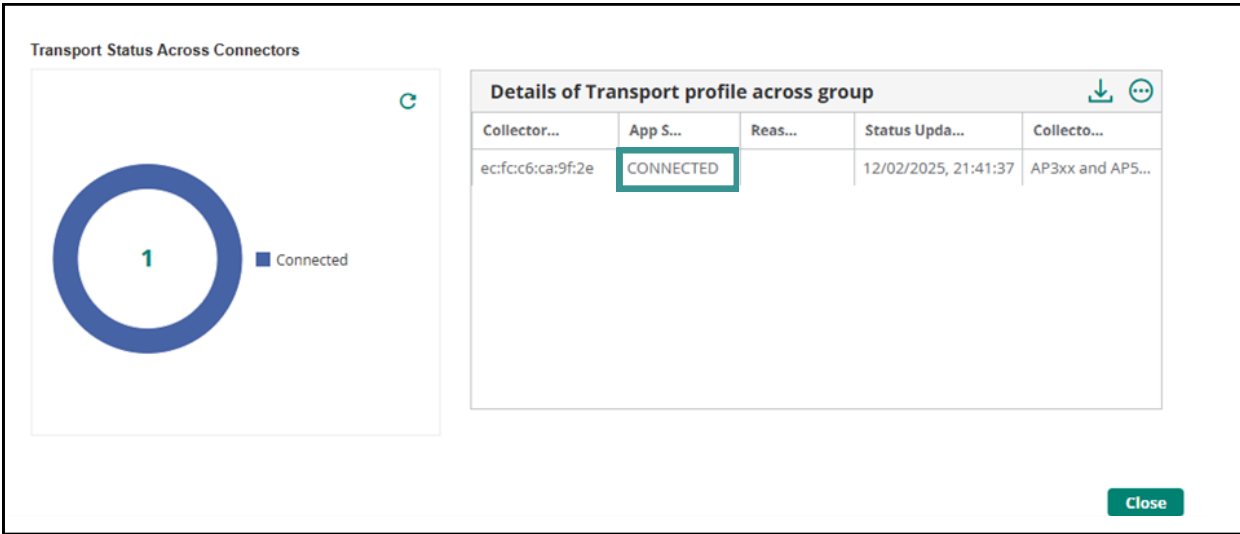 Transport Status Across Connectors
1
Connected
Details of Transport profile across group
Collector... App S... Reas... Status Upda... Collecto...
ec:fc:c6:ca:9f:2e CONNECTED 12/02/2025, 21:41:37 AP3xx and AP5...
Close